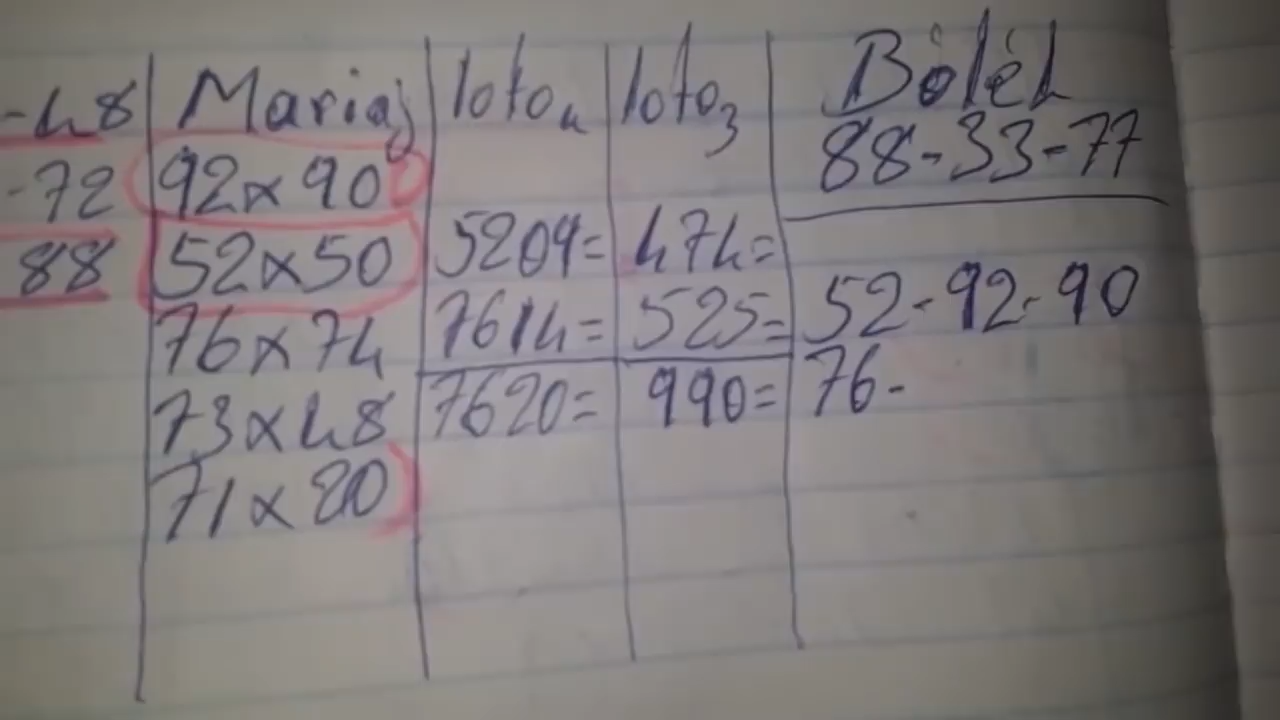 -48 Mariaj loto4 loto3 Bòlèt
88-33-77
-72 92x90
88 52x50 5204= 474=
76x74 7614= 525= 52-92-90
73x48 7620= 990= 76-
71x20